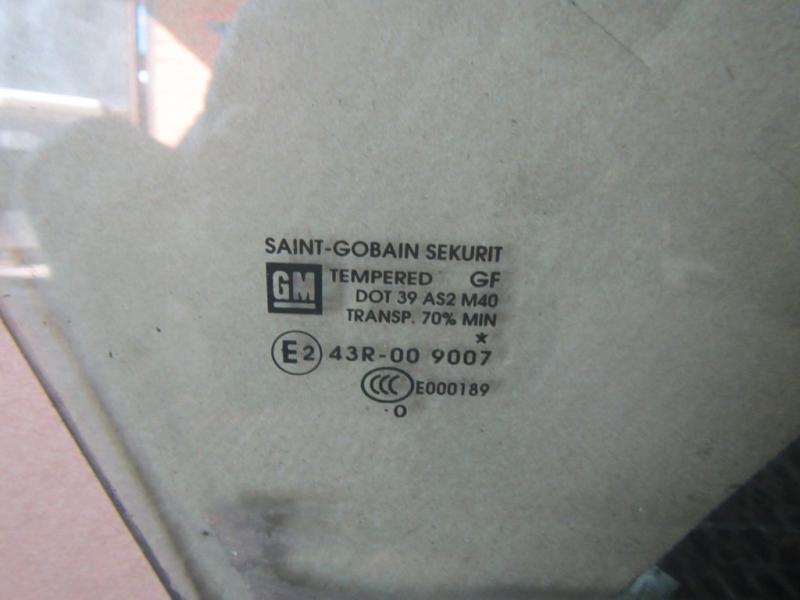 SAINT-GOBAIN SEKURIT
GM TEMPERED GF
DOT 39 AS2 M40
TRANSP. 70% MIN
*
E2 43R-00 9007
CCC E000189
. O